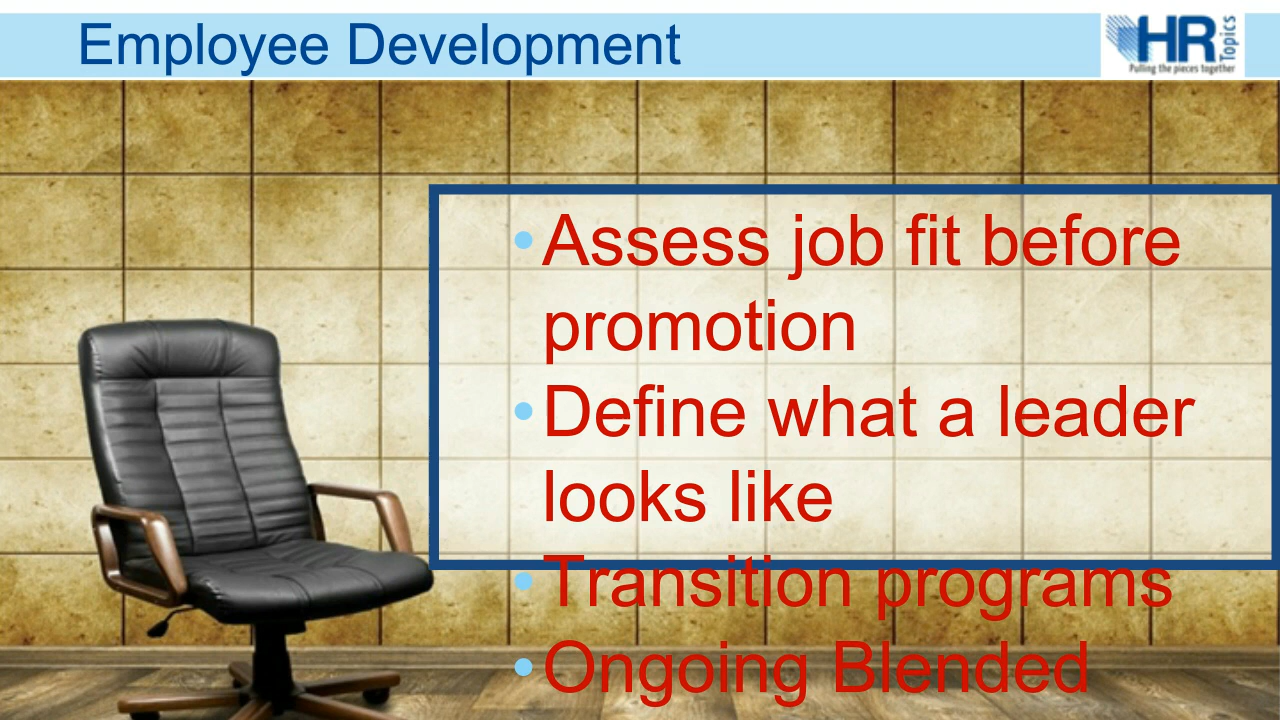 Employee Development
HR
Topics
Pulling the pieces together
• Assess job fit before
promotion
• Define what a leader
looks like
• Transition programs
• Ongoing Blended